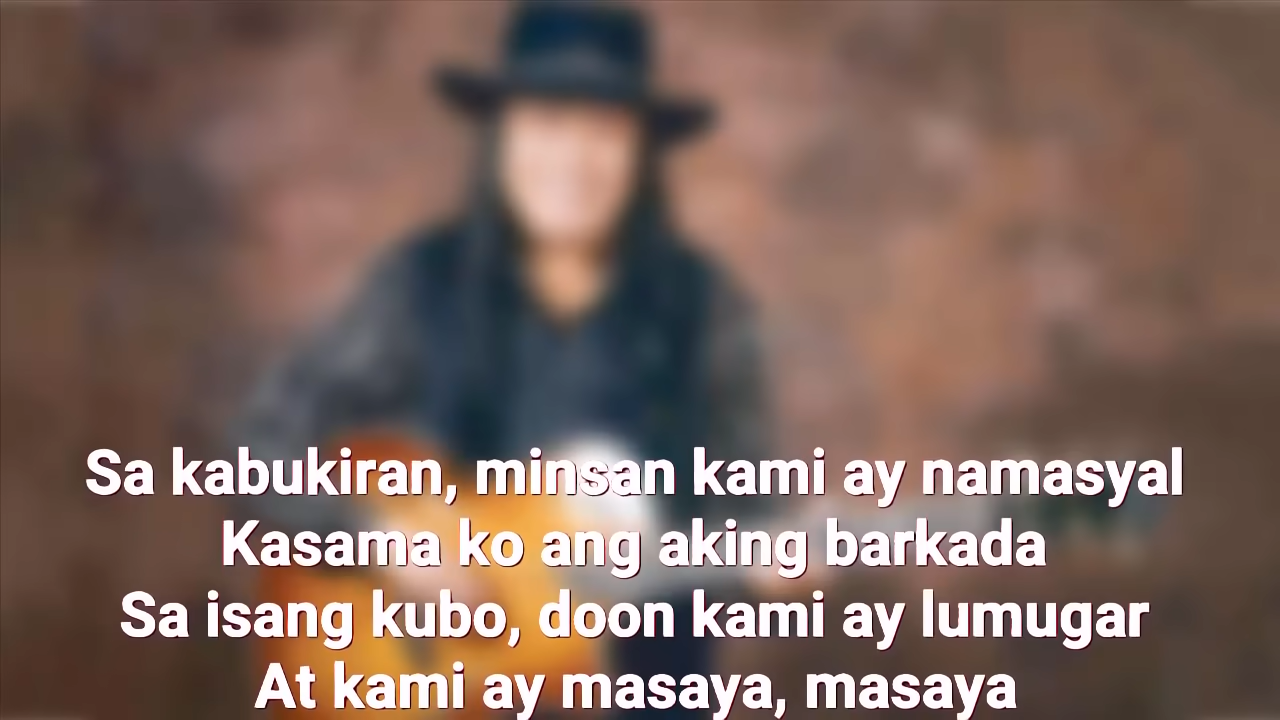 Sa kabukiran, minsan kami ay namasyal
Kasama ko ang aking barkada
Sa isang kubo, doon kami ay lumugar
At kami ay masaya, masaya